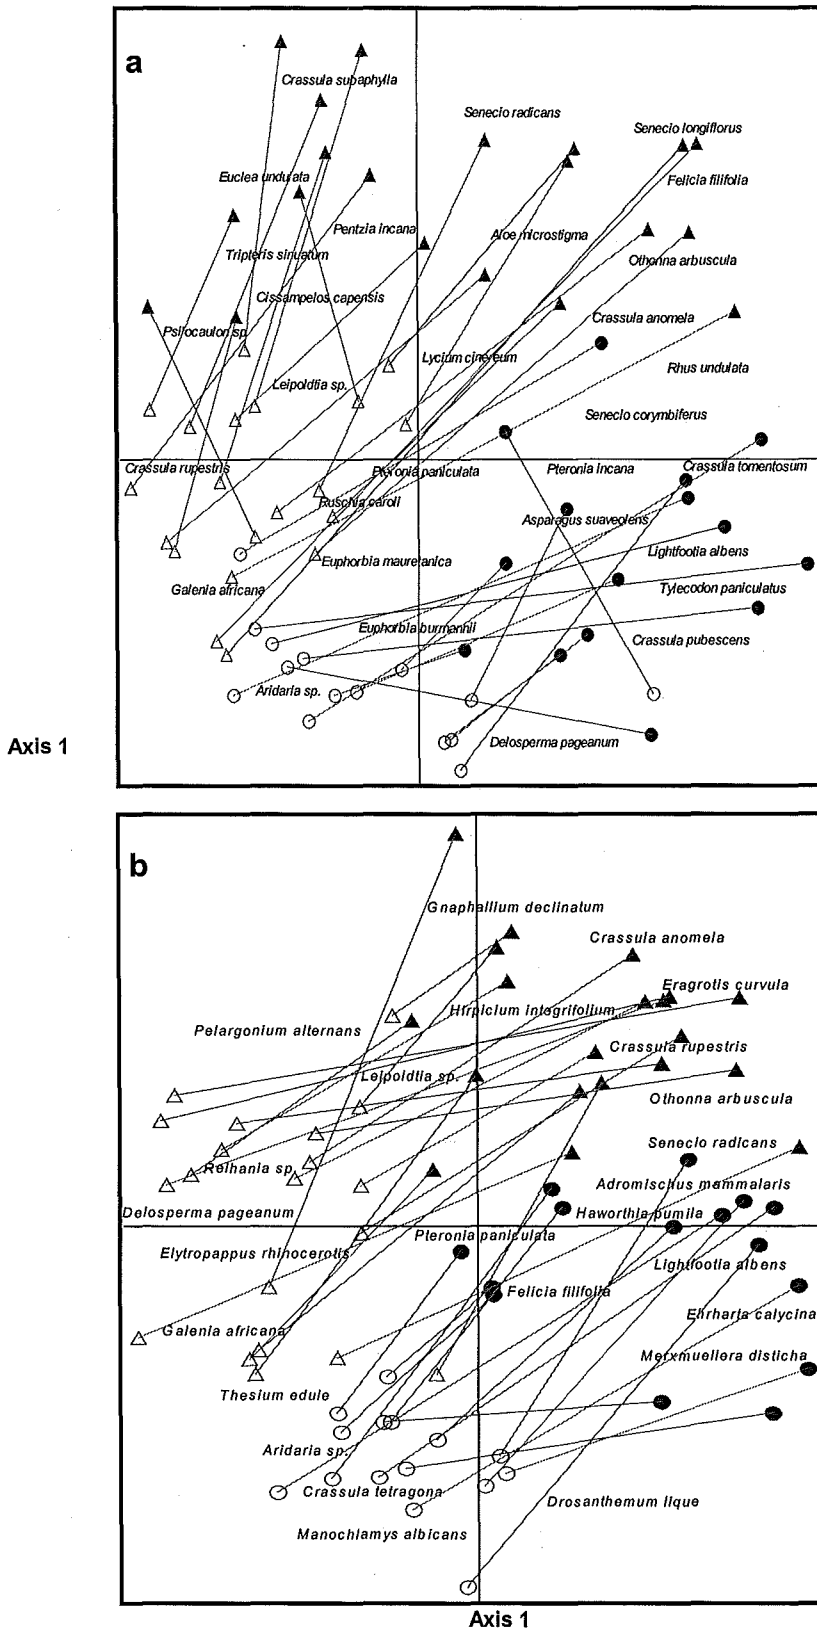 a
Crassula subaphylla
Senecio radicans
Senecio longiflorus
Euclea undulata
Felicia filifolia
Pentzia incana
Aloe microstigma
Tripteris sinuatum
Othonna arbuscula
Cissampelos capensis
Psilocaulon sp.
Crassula anomela
Lycium cinereum
Rhus undulata
Leipoldtia sp.
Senecio corymbiferus
Crassula rupestris
Pteronia paniculata
Pteronia incana
Crassula tomentosum
Ruschia caroli
Asparagus suaveolens
Euphorbia mauretanica
Lightfootia albens
Galenia africana
Tylecodon paniculatus
Euphorbia burmannii
Crassula pubescens
Aridaria sp.
Delosperma pageanum
Axis 1
b
Gnaphallium declinatum
Crassula anomela
Eragrotis curvula
Pelargonium alternans
Hirpicium integrifolium
Crassula rupestris
Leipoldtia sp.
Othonna arbuscula
Senecio radicans
Relhania sp.
Adromischus mammalaris
Delosperma pageanum
Haworthia pumila
Pteronia paniculata
Elytropappus rhinocerotis
Lightfootia albens
Felicia filifolia
Ehrharta calycina
Galenia africana
Merxmuellera disticha
Thesium edule
Aridaria sp.
Crassula tetragona
Drosanthemum lique
Manochlamys albicans
Axis 1